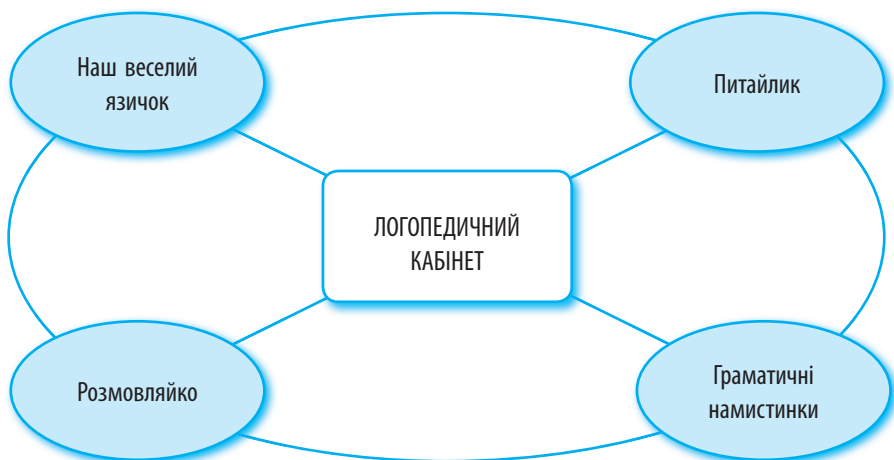 Наш веселий
язичок
Питайлик
ЛОГОПЕДИЧНИЙ
КАБІНЕТ
Розмовляйко
Граматичні
намистинки